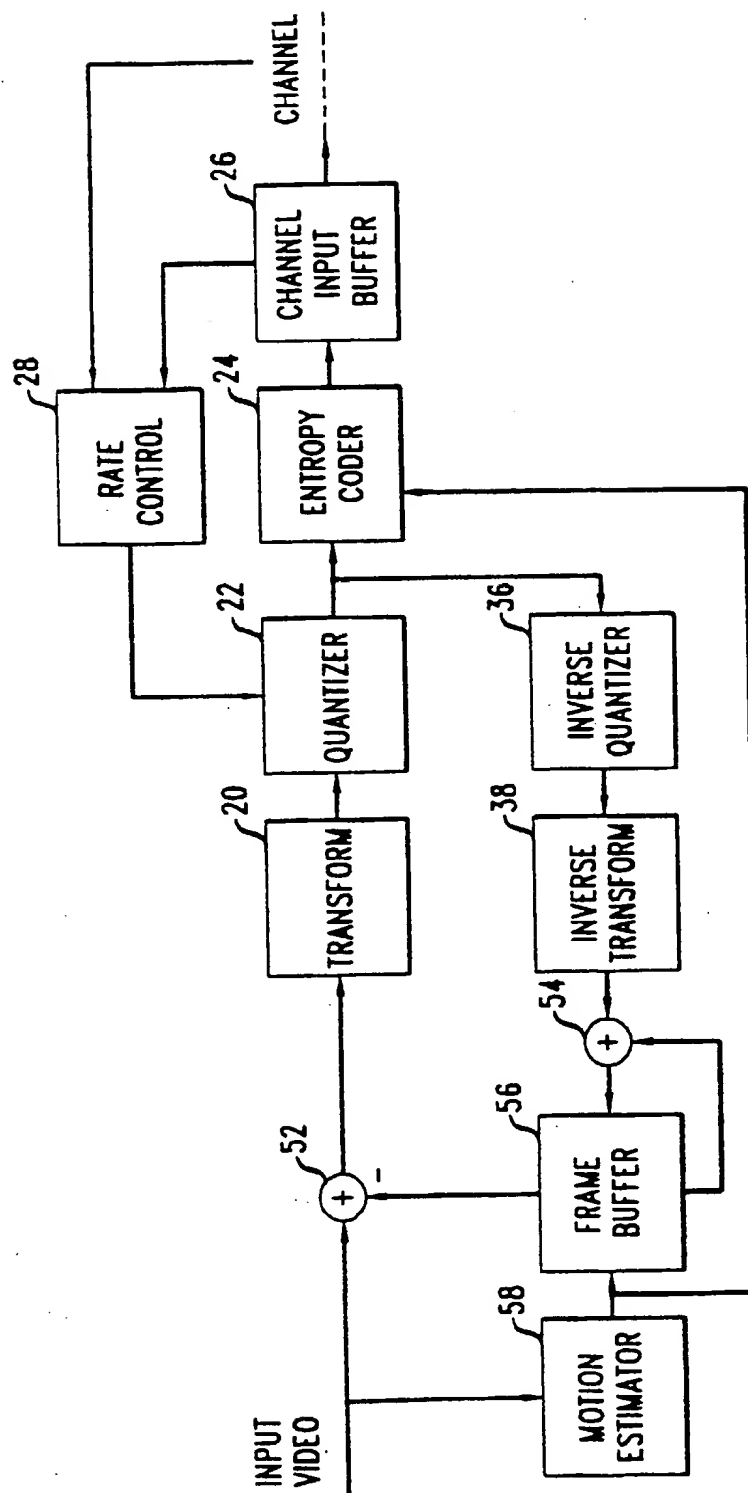 INPUT
VIDEO
52
+
-
20
TRANSFORM
22
QUANTIZER
24
ENTROPY
CODER
26
CHANNEL
INPUT
BUFFER
CHANNEL
28
RATE
CONTROL
58
MOTION
ESTIMATOR
56
FRAME
BUFFER
54
+
38
INVERSE
TRANSFORM
36
INVERSE
QUANTIZER